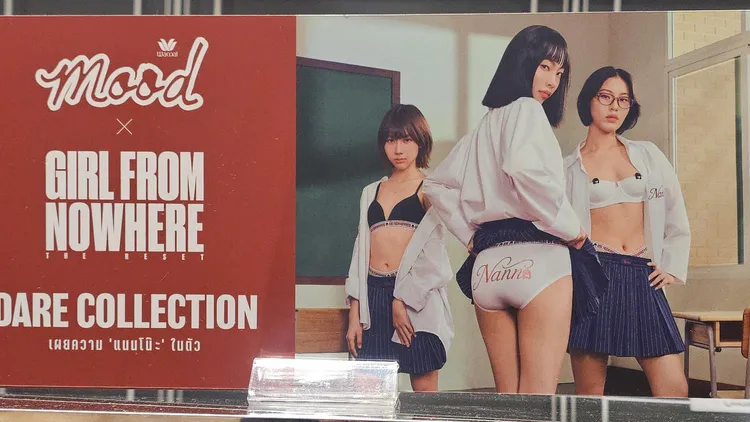 Wacoal
mood
×
GIRL FROM
NOWHERE
THE RESET
DARE COLLECTION
เผยความ 'แนนโน๊ะ' ในตัว
Nanno